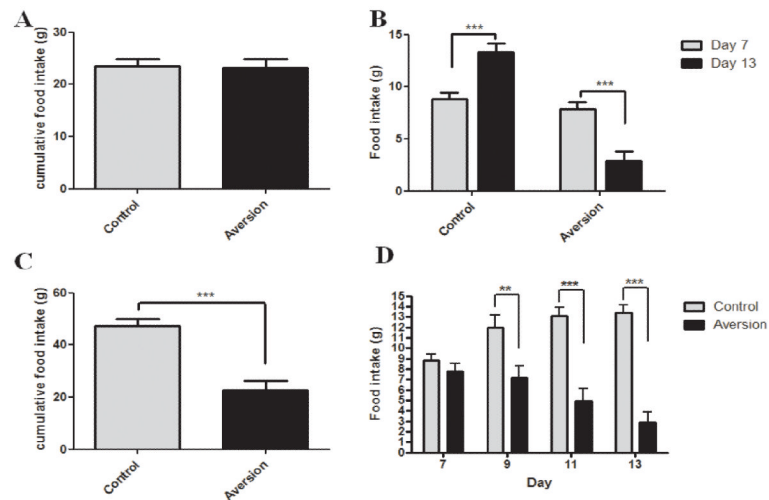 A
cumulative food intake (g)
30
20
10
0
Control
Aversion
B
Food intake (g)
15
10
5
0
***
***
Control
Aversion
Day 7
Day 13
C
cumulative food intake (g)
60
40
20
0
***
Control
Aversion
D
Food intake (g)
15
14
13
12
11
10
9
8
7
6
5
4
3
2
1
0
**
***
***
7
9
11
13
Day
Control
Aversion